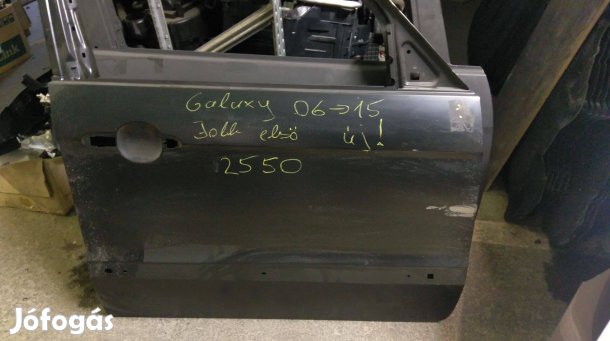 Galaxy 06→15
Jobb első új!
2550
Jófogás